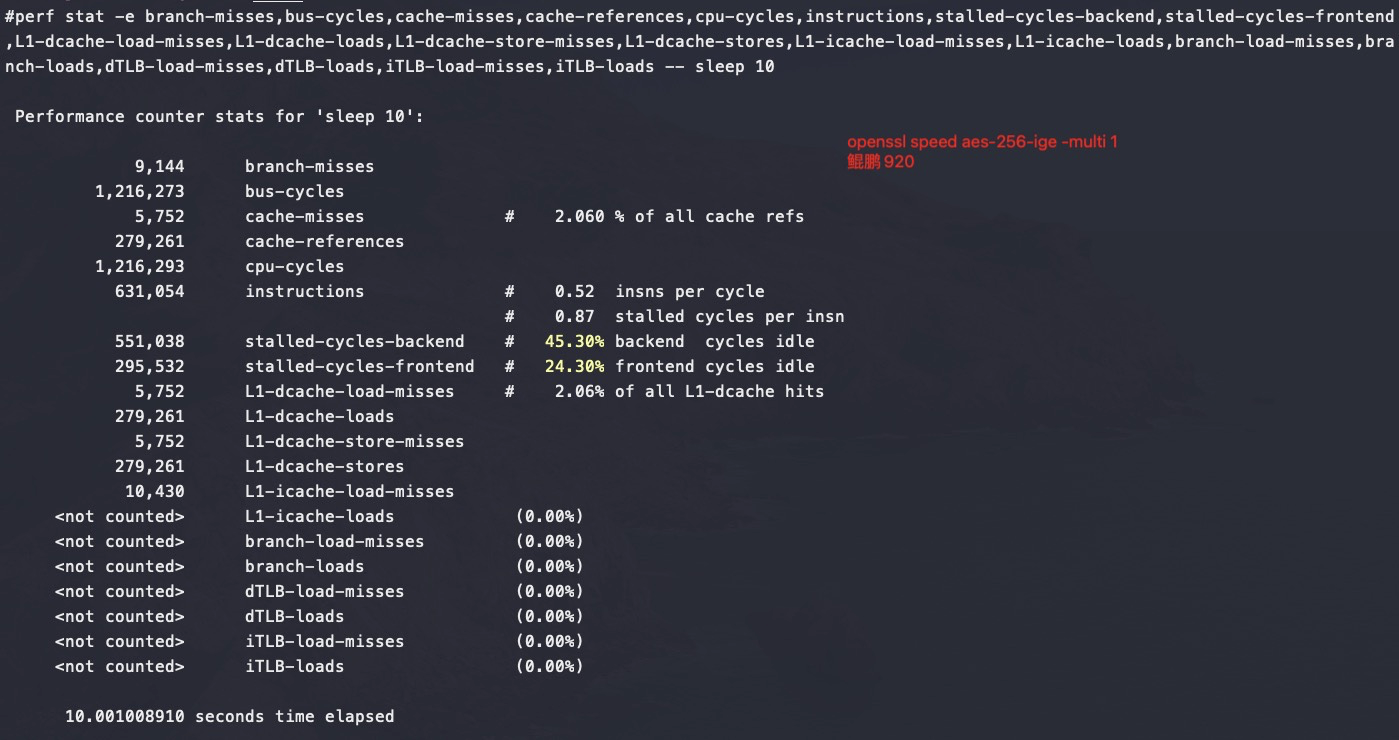 #perf stat -e branch-misses,bus-cycles,cache-misses,cache-references,cpu-cycles,instructions,stalled-cycles-backend,stalled-cycles-frontend
,L1-dcache-load-misses,L1-dcache-loads,L1-dcache-store-misses,L1-dcache-stores,L1-icache-load-misses,L1-icache-loads,branch-load-misses,bra
nch-loads,dTLB-load-misses,dTLB-loads,iTLB-load-misses,iTLB-loads -- sleep 10
Performance counter stats for 'sleep 10':
openssl speed aes-256-ige -multi 1
鲲鹏 920
9,144 branch-misses
1,216,273 bus-cycles
5,752 cache-misses # 2.060 % of all cache refs
279,261 cache-references
1,216,293 cpu-cycles
631,054 instructions # 0.52 insns per cycle
# 0.87 stalled cycles per insn
551,038 stalled-cycles-backend # 45.30% backend cycles idle
295,532 stalled-cycles-frontend # 24.30% frontend cycles idle
5,752 L1-dcache-load-misses # 2.06% of all L1-dcache hits
279,261 L1-dcache-loads
5,752 L1-dcache-store-misses
279,261 L1-dcache-stores
10,430 L1-icache-load-misses
<not counted> L1-icache-loads (0.00%)
<not counted> branch-load-misses (0.00%)
<not counted> branch-loads (0.00%)
<not counted> dTLB-load-misses (0.00%)
<not counted> dTLB-loads (0.00%)
<not counted> iTLB-load-misses (0.00%)
<not counted> iTLB-loads (0.00%)
10.001008910 seconds time elapsed